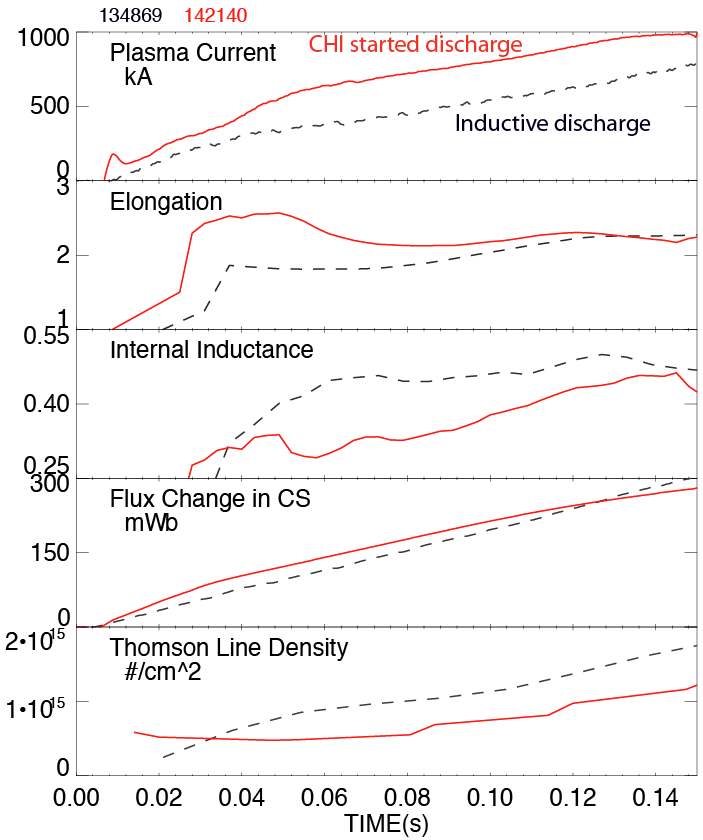 134869 142140
1000
Plasma Current
kA
CHI started discharge
500
Inductive discharge
0
3
Elongation
2
1
0.55
Internal Inductance
0.40
0.25
300
Flux Change in CS
mWb
150
0
2•10^15
Thomson Line Density
#/cm^2
1•10^15
0
0.00 0.02 0.04 0.06 0.08 0.10 0.12 0.14
TIME(s)